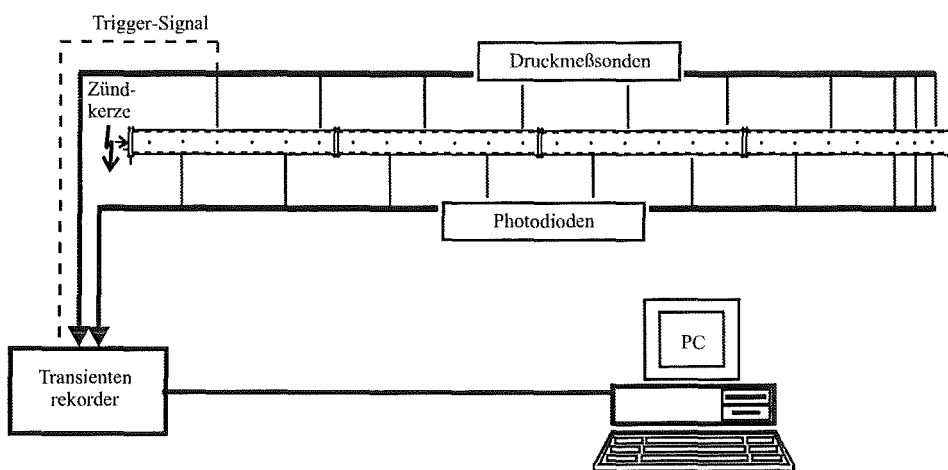 Trigger-Signal
Druckmeßsonden
Zünd-
kerze
Photodioden
PC
Transienten
rekorder